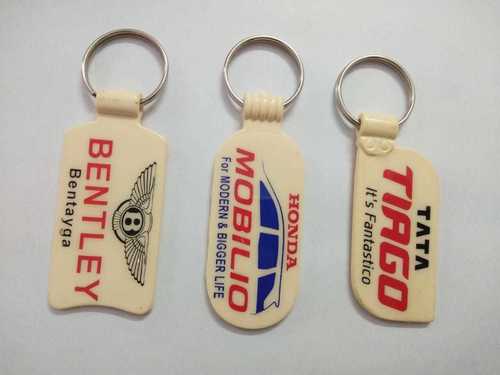 BENTLEY
Bentayga
B
HONDA
MOBILIO
For MODERN & BIGGER LIFE
TATA
TIAGO
It's Fantastico